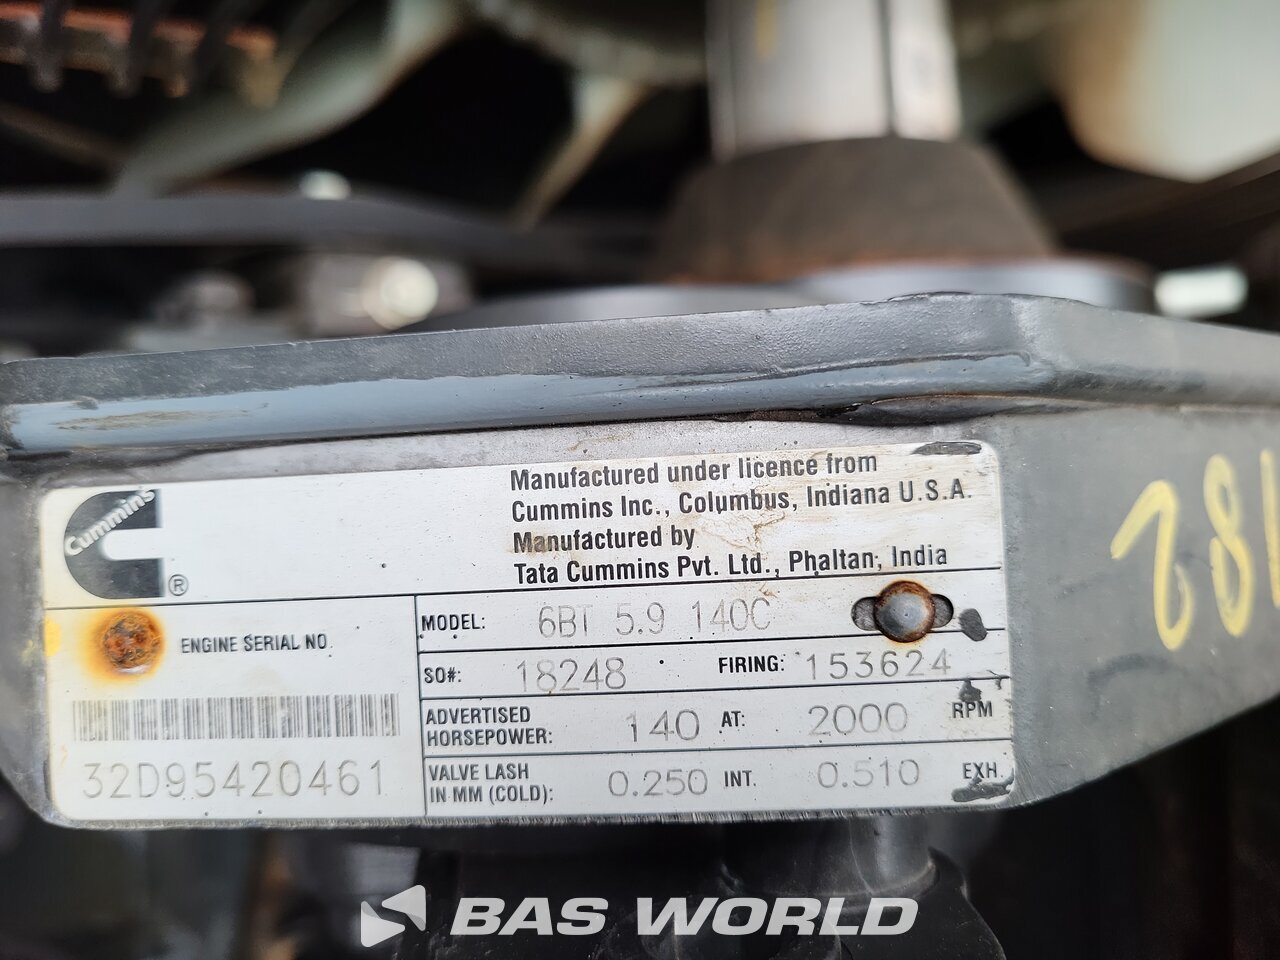 Cummins
®
Manufactured under licence from
Cummins Inc., Columbus, Indiana U.S.A.
Manufactured by
Tata Cummins Pvt. Ltd., Phaltan, India
ENGINE SERIAL NO.
32D95420461
MODEL: 6BT 5.9 140C
SO#: 18248 FIRING: 153624
ADVERTISED
HORSEPOWER: 140 AT: 2000 RPM
VALVE LASH
IN MM (COLD): 0.250 INT. 0.510 EXH.
281
BAS WORLD